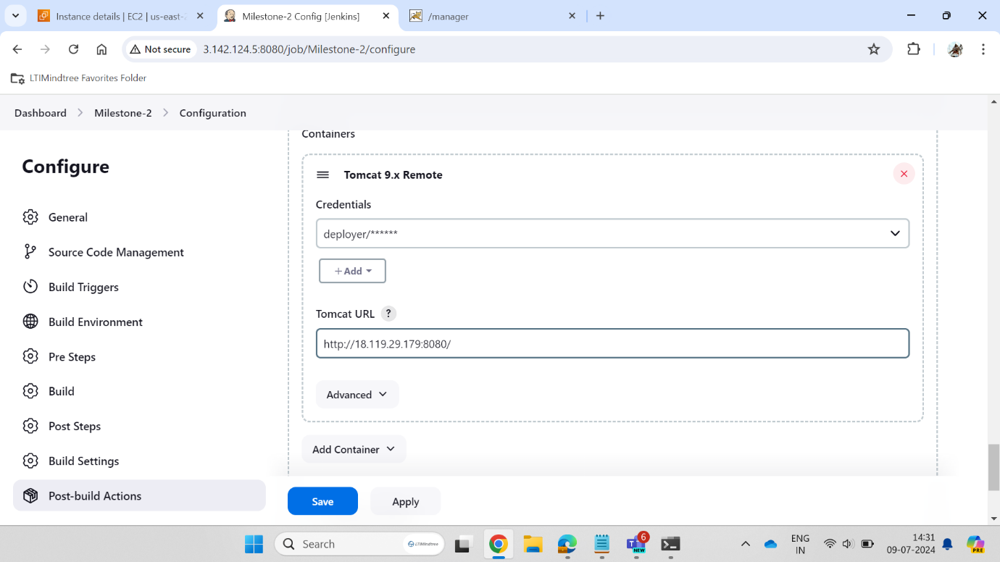 Instance details | EC2 | us-east-2
Milestone-2 Config [Jenkins]
/manager
Not secure
3.142.124.5:8080/job/Milestone-2/configure
LTIMindtree Favorites Folder
Dashboard
Milestone-2
Configuration
Configure
General
Source Code Management
Build Triggers
Build Environment
Pre Steps
Build
Post Steps
Build Settings
Post-build Actions
Containers
Tomcat 9.x Remote
Credentials
deployer/******
+ Add
Tomcat URL ?
http://18.119.29.179:8080/
Advanced
Add Container
Save
Apply
Search
LTIMindtree
6
NEW
PRE
ENG
IN
14:31
09-07-2024